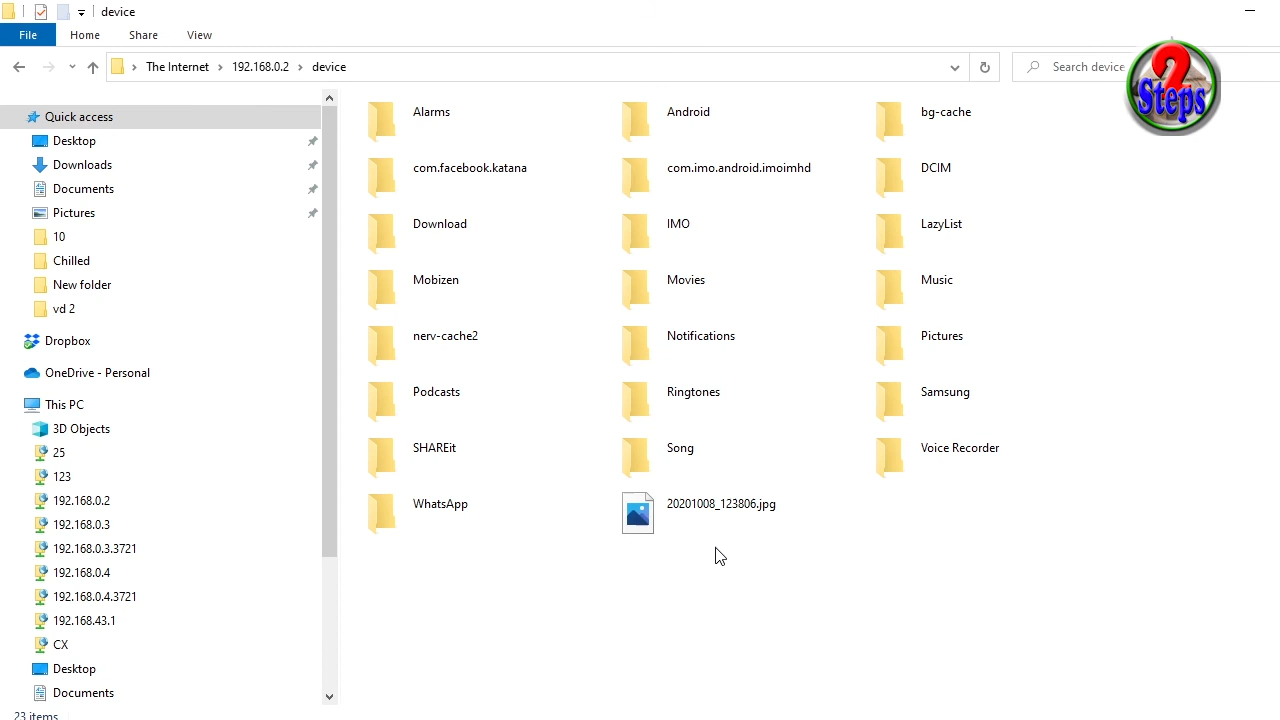 device
File Home Share View
The Internet 192.168.0.2 device
Search device
2
Steps
Quick access
Desktop
Downloads
Documents
Pictures
10
Chilled
New folder
vd 2
Dropbox
OneDrive - Personal
This PC
3D Objects
25
123
192.168.0.2
192.168.0.3
192.168.0.3.3721
192.168.0.4
192.168.0.4.3721
192.168.43.1
CX
Desktop
Documents
Alarms Android bg-cache
com.facebook.katana com.imo.android.imoimhd DCIM
Download IMO LazyList
Mobizen Movies Music
nerv-cache2 Notifications Pictures
Podcasts Ringtones Samsung
SHAREit Song Voice Recorder
WhatsApp 20201008_123806.jpg
23 items